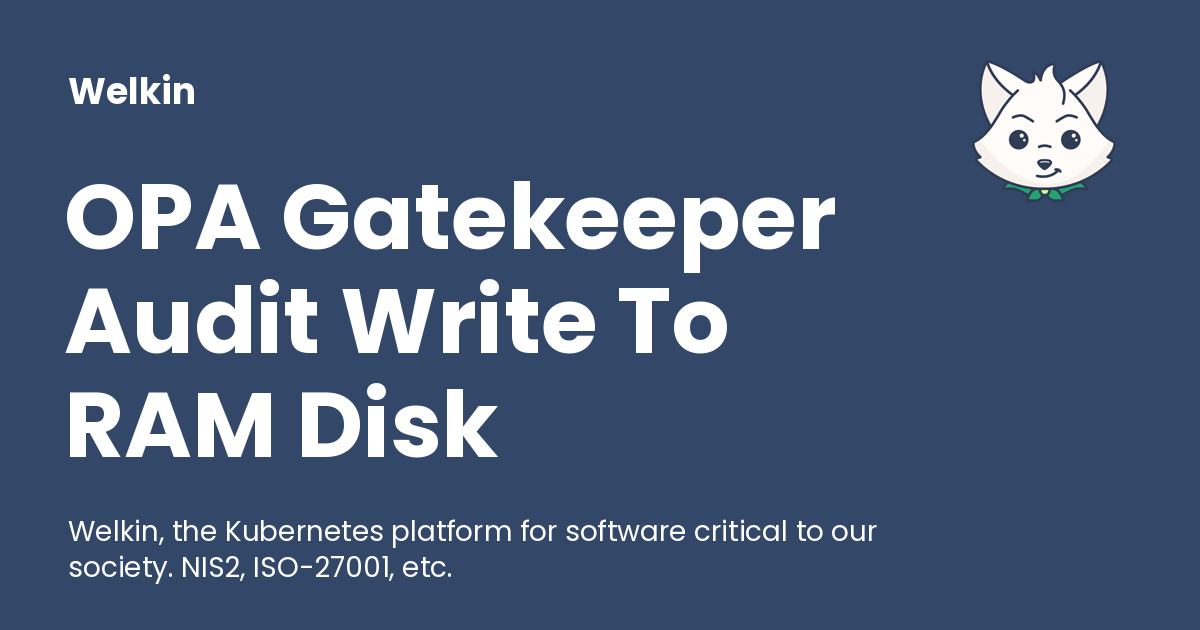 Welkin
OPA Gatekeeper
Audit Write To
RAM Disk
Welkin, the Kubernetes platform for software critical to our
society. NIS2, ISO-27001, etc.